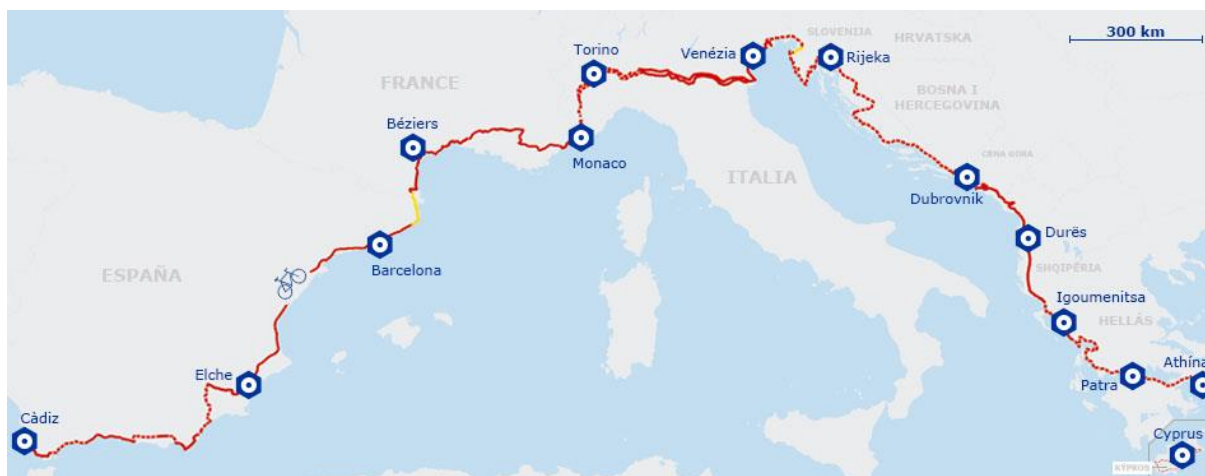 SLOVENIJA
HRVATSKA
300 km
Torino
Venézia
Rijeka
FRANCE
BOSNA I
HERCEGOVINA
Béziers
Monaco
CRNA GORA
ITALIA
Dubrovnik
Barcelona
Durës
ESPAÑA
SHQIPËRIA
Igoumenitsa
HELLÁS
Elche
Patra
Athína
Càdiz
Cyprus
KYPROS